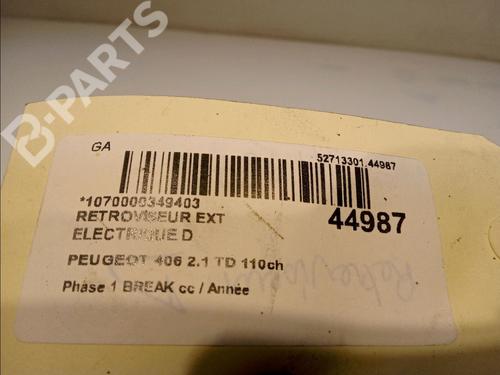 B-PARTS
GA
52713301.44987
*1070000349403
44987
RETROVISEUR EXT
ELECTRIQUE D
PEUGEOT 406 2.1 TD 110ch
Phase 1 BREAK cc / Année